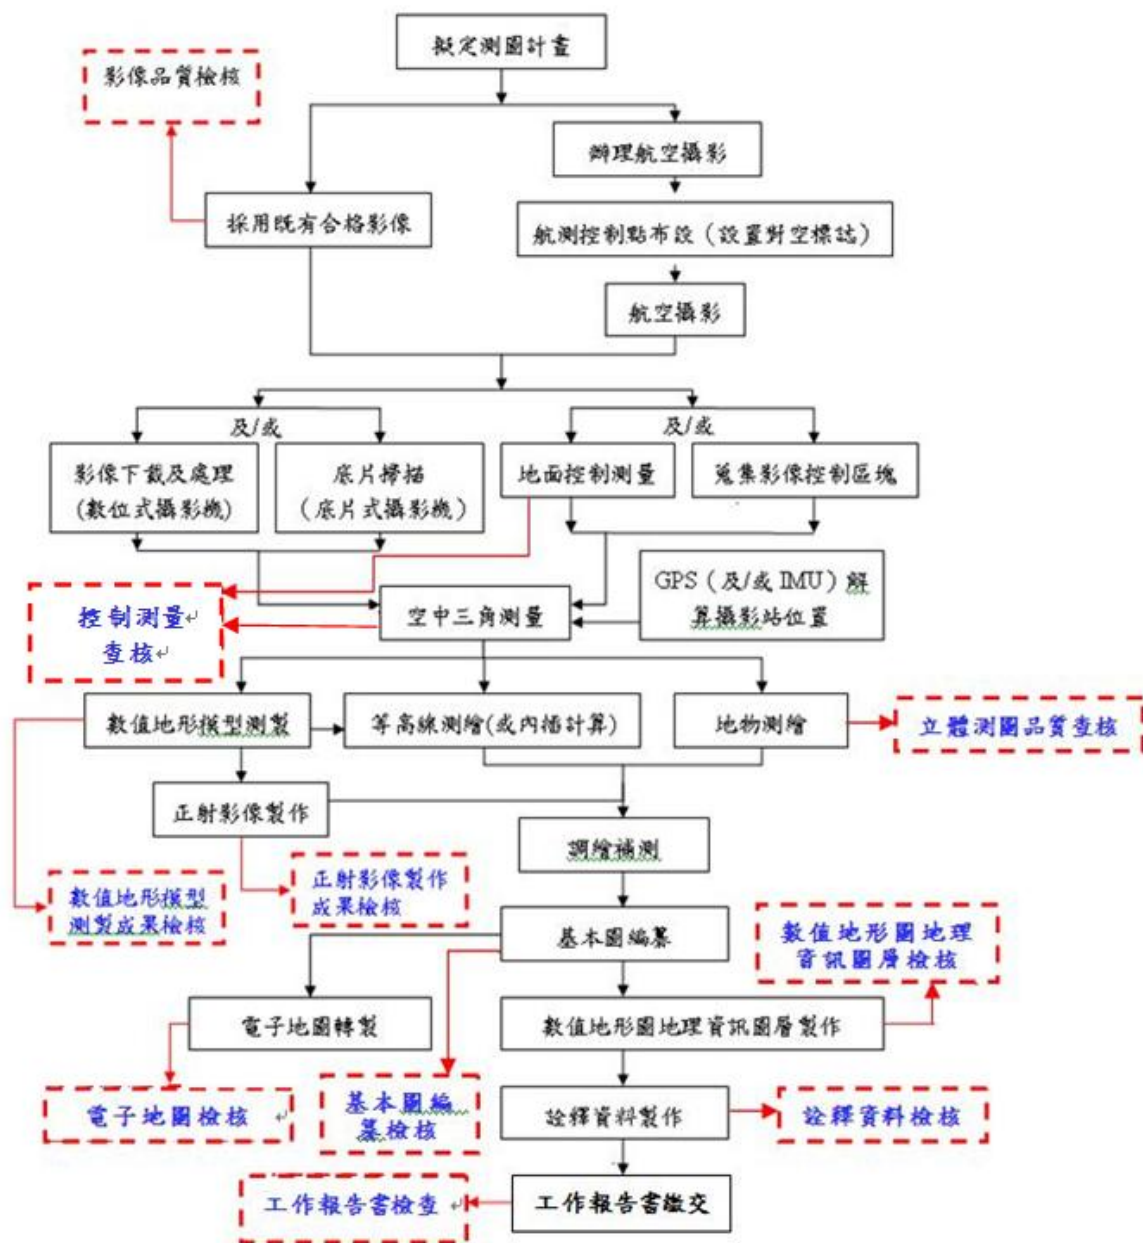 擬定測圖計畫
影像品質檢核
辦理航空攝影
採用既有合格影像
航測控制點布設（設置對空標誌）
航空攝影
及/或
及/或
影像下載及處理
(數位式攝影機)
底片掃描
（底片式攝影機）
地面控制測量
蒐集影像控制區塊
GPS（及/或 IMU）解
算攝影站位置
控制測量
查核
空中三角測量
數值地形模型測製
等高線測繪(或內插計算)
地物測繪
立體測圖品質查核
正射影像製作
調繪補測
數值地形模型
測製成果檢核
正射影像製作
成果檢核
基本圖編纂
數值地形圖地理
資訊圖層檢核
電子地圖轉製
數值地形圖地理資訊圖層製作
電子地圖檢核
基本圖編
纂檢核
詮釋資料製作
詮釋資料檢核
工作報告書檢查
工作報告書繳交